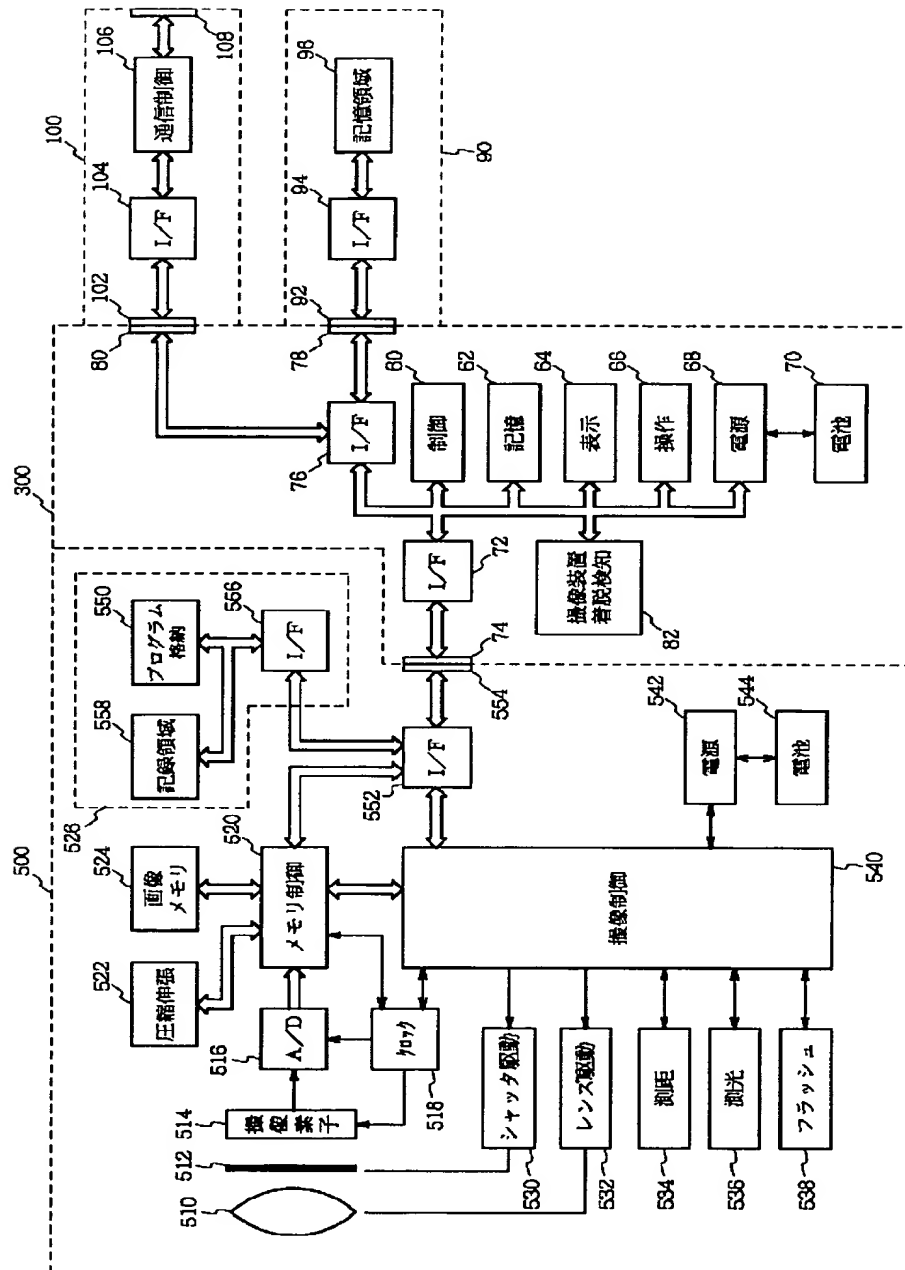 500
510
512
514
撮像素子
516
A/D
518
クロック
520
メモリ制御
522
圧縮伸張
524
画像
メモリ
526
558
記録領域
550
プログラム
格納
556
I/F
552
I/F
554
74
530
シャッタ駆動
532
レンズ駆動
534
測距
536
測光
538
フラッシュ
540
撮像制御
542
電源
544
電池
300
72
I/F
76
I/F
78
80
60
制御
62
記憶
64
表示
66
操作
68
電源
70
電池
82
撮像装置
着脱検知
90
92
94
I/F
96
記憶領域
100
102
104
I/F
106
通信制御
108